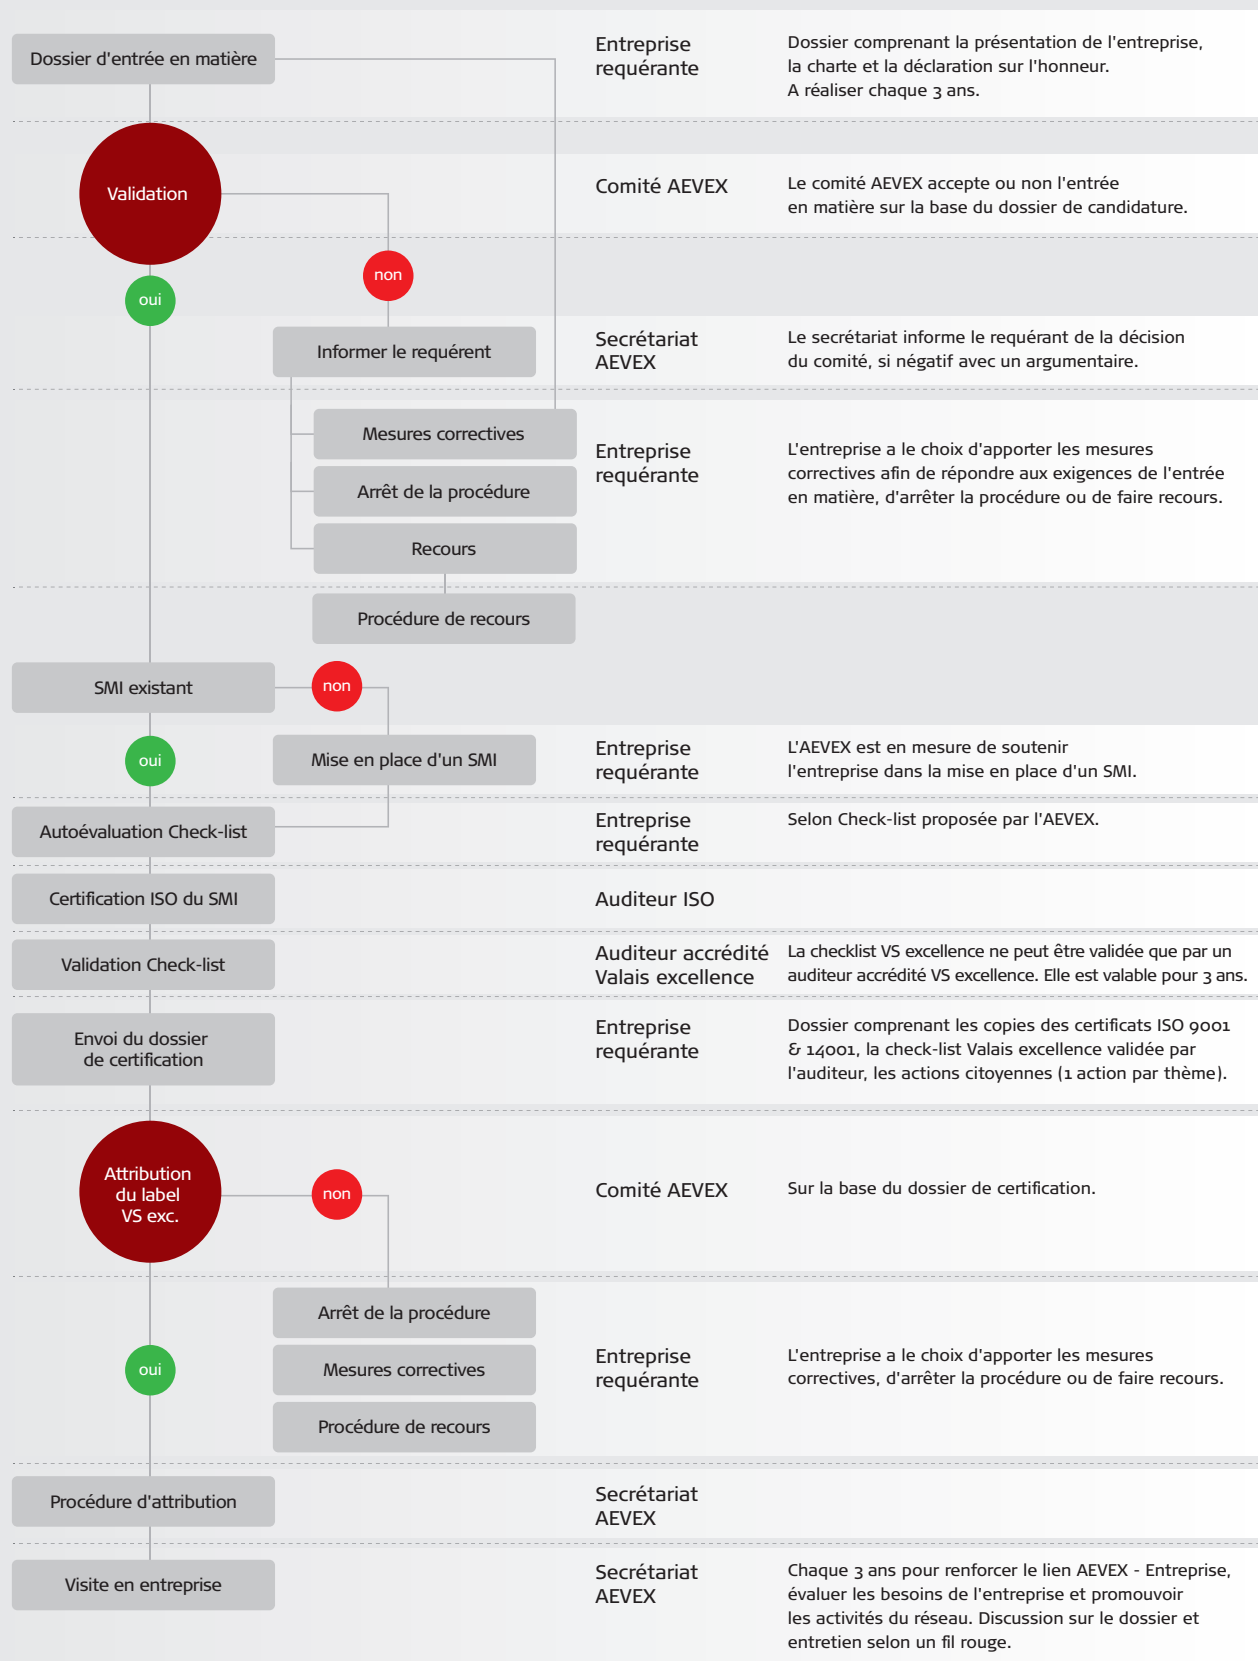 Dossier d'entrée en matière
Entreprise
requérante
Dossier comprenant la présentation de l'entreprise,
la charte et la déclaration sur l'honneur.
A réaliser chaque 3 ans.
Validation
Comité AEVEX
Le comité AEVEX accepte ou non l'entrée
en matière sur la base du dossier de candidature.
oui
non
Informer le requérent
Secrétariat
AEVEX
Le secrétariat informe le requérant de la décision
du comité, si négatif avec un argumentaire.
Mesures correctives
Arrêt de la procédure
Recours
Entreprise
requérante
L'entreprise a le choix d'apporter les mesures
correctives afin de répondre aux exigences de l'entrée
en matière, d'arrêter la procédure ou de faire recours.
Procédure de recours
SMI existant
non
oui
Mise en place d'un SMI
Entreprise
requérante
L'AEVEX est en mesure de soutenir
l'entreprise dans la mise en place d'un SMI.
Autoévaluation Check-list
Entreprise
requérante
Selon Check-list proposée par l'AEVEX.
Certification ISO du SMI
Auditeur ISO
Validation Check-list
Auditeur accrédité
Valais excellence
La checklist VS excellence ne peut être validée que par un
auditeur accrédité VS excellence. Elle est valable pour 3 ans.
Envoi du dossier
de certification
Entreprise
requérante
Dossier comprenant les copies des certificats ISO 9001
& 14001, la check-list Valais excellence validée par
l'auditeur, les actions citoyennes (1 action par thème).
Attribution
du label
VS exc.
non
Comité AEVEX
Sur la base du dossier de certification.
oui
Arrêt de la procédure
Mesures correctives
Procédure de recours
Entreprise
requérante
L'entreprise a le choix d'apporter les mesures
correctives, d'arrêter la procédure ou de faire recours.
Procédure d'attribution
Secrétariat
AEVEX
Visite en entreprise
Secrétariat
AEVEX
Chaque 3 ans pour renforcer le lien AEVEX - Entreprise,
évaluer les besoins de l'entreprise et promouvoir
les activités du réseau. Discussion sur le dossier et
entretien selon un fil rouge.